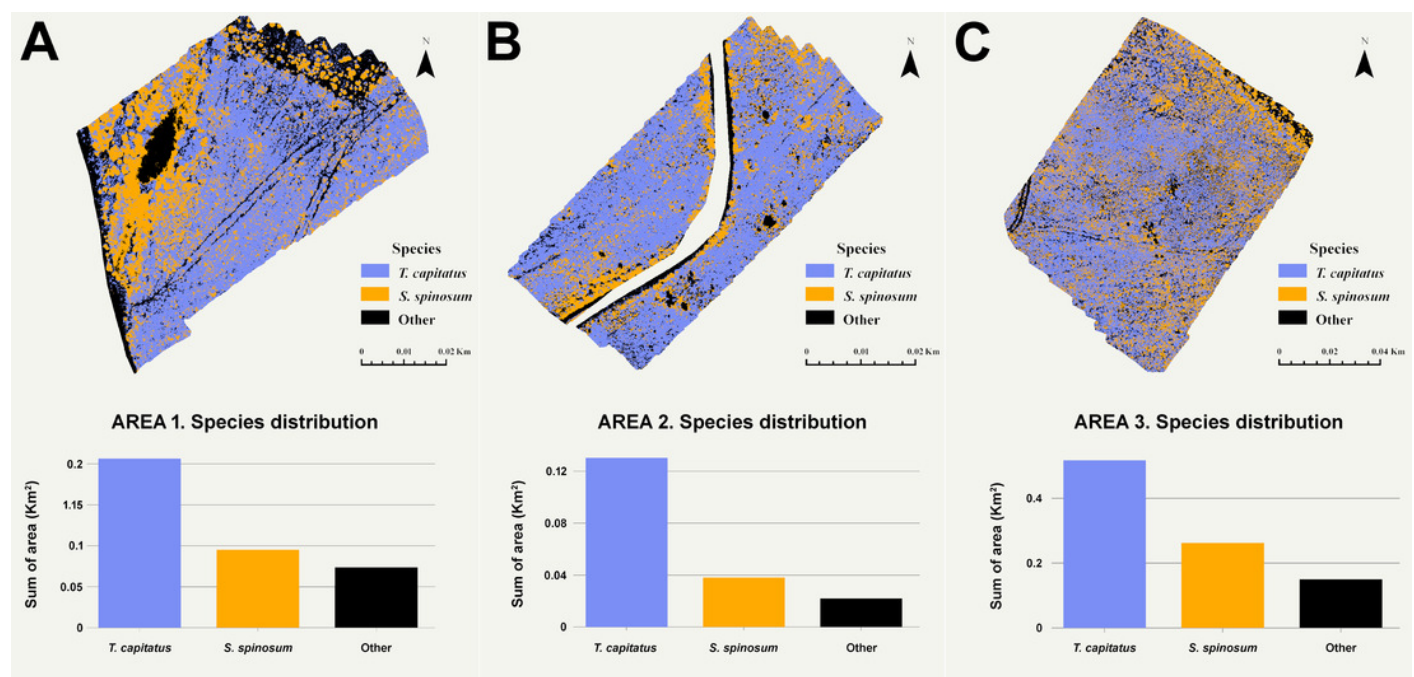 A
N
Species
T. capitatus
S. spinosum
Other
0 0,01 0,02 Km
AREA 1. Species distribution
Sum of area (Km²)
0.2
1.15
0.1
0.05
0
T. capitatus S. spinosum Other
B
N
Species
T. capitatus
S. spinosum
Other
0 0,01 0,02 Km
AREA 2. Species distribution
Sum of area (Km²)
0.12
0.08
0.04
0
T. capitatus S. spinosum Other
C
N
Species
T. capitatus
S. spinosum
Other
0 0,02 0,04 Km
AREA 3. Species distribution
Sum of area (Km²)
0.4
0.2
0
T. capitatus S. spinosum Other